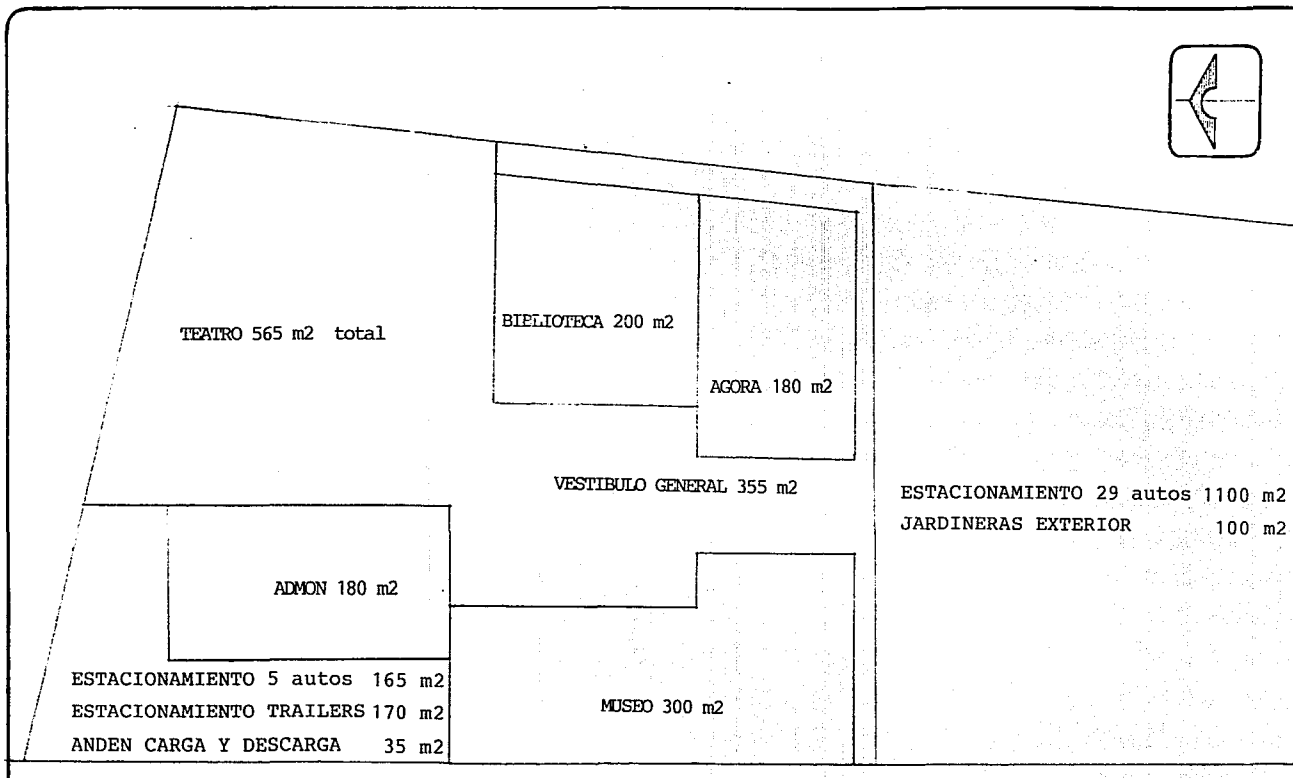 TEATRO 565 m2 total
BIBLIOTECA 200 m2
AGORA 180 m2
VESTIBULO GENERAL 355 m2
ESTACIONAMIENTO 29 autos 1100 m2
JARDINERAS EXTERIOR 100 m2
ADMON 180 m2
ESTACIONAMIENTO 5 autos 165 m2
ESTACIONAMIENTO TRAILERS 170 m2
ANDEN CARGA Y DESCARGA 35 m2
MUSEO 300 m2